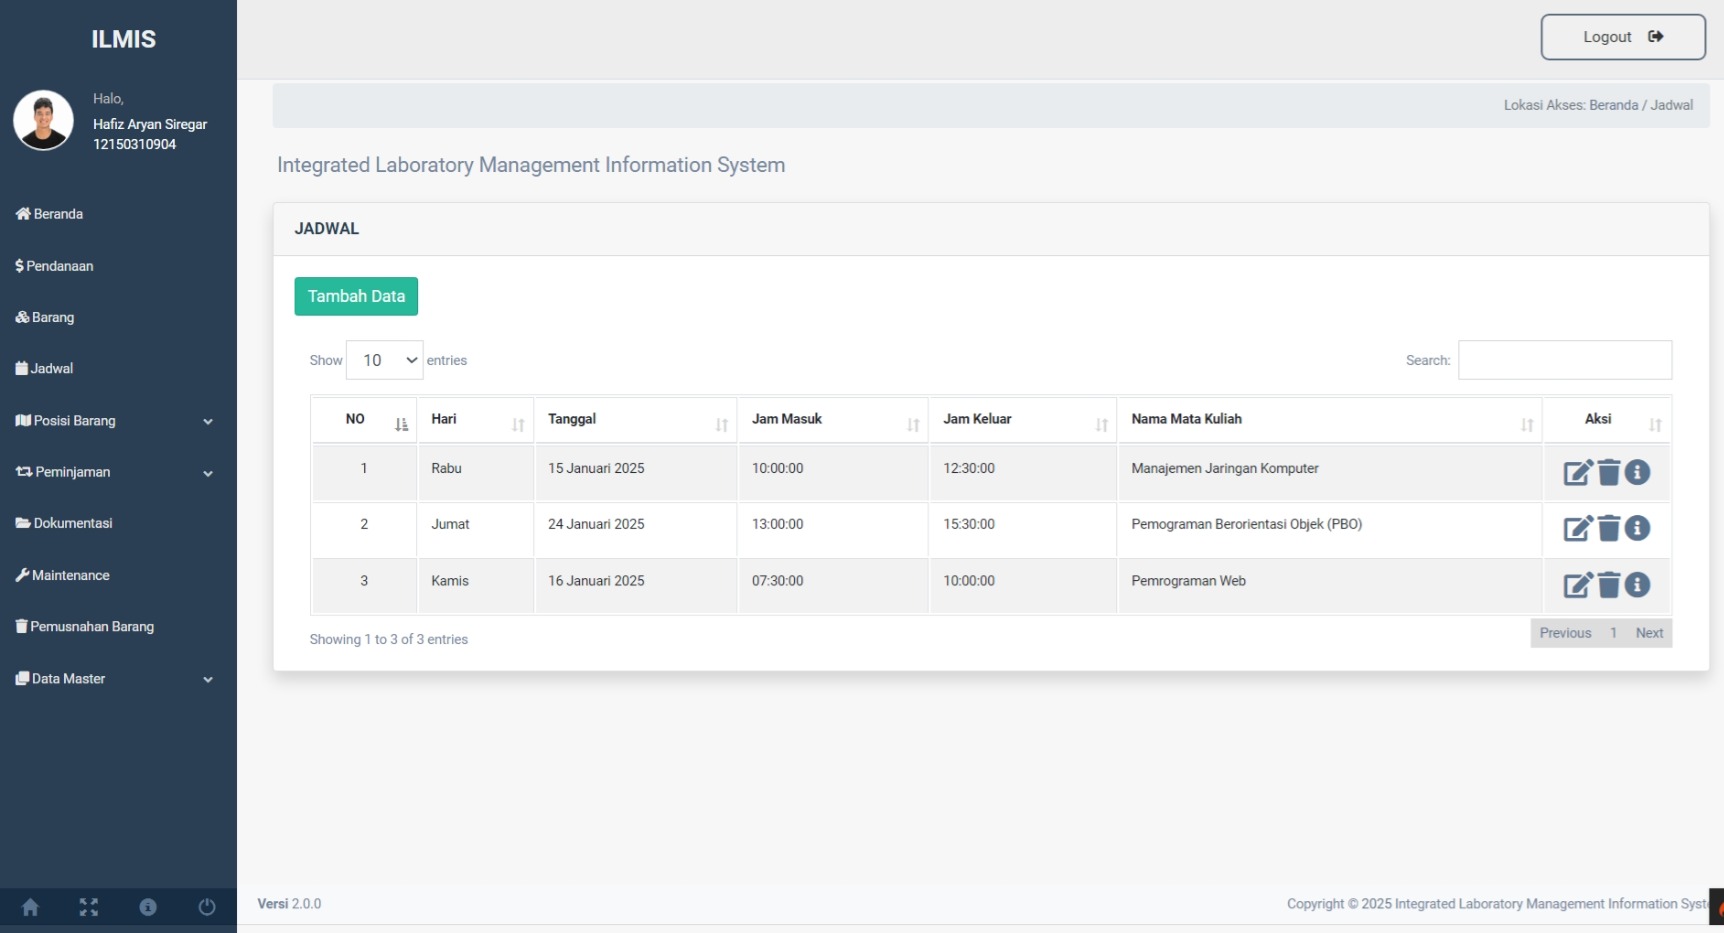 ILMIS
Halo,
Hafiz Aryan Siregar
12150310904
Beranda
Pendanaan
Barang
Jadwal
Posisi Barang
Peminjaman
Dokumentasi
Maintenance
Pemusnahan Barang
Data Master
Logout
Lokasi Akses: Beranda / Jadwal
Integrated Laboratory Management Information System
JADWAL
Tambah Data
Show 10 entries
Search:
NO Hari Tanggal Jam Masuk Jam Keluar Nama Mata Kuliah Aksi
1 Rabu 15 Januari 2025 10:00:00 12:30:00 Manajemen Jaringan Komputer
2 Jumat 24 Januari 2025 13:00:00 15:30:00 Pemograman Berorientasi Objek (PBO)
3 Kamis 16 Januari 2025 07:30:00 10:00:00 Pemrograman Web
Showing 1 to 3 of 3 entries
Previous 1 Next
Versi 2.0.0
Copyright © 2025 Integrated Laboratory Management Information Syst